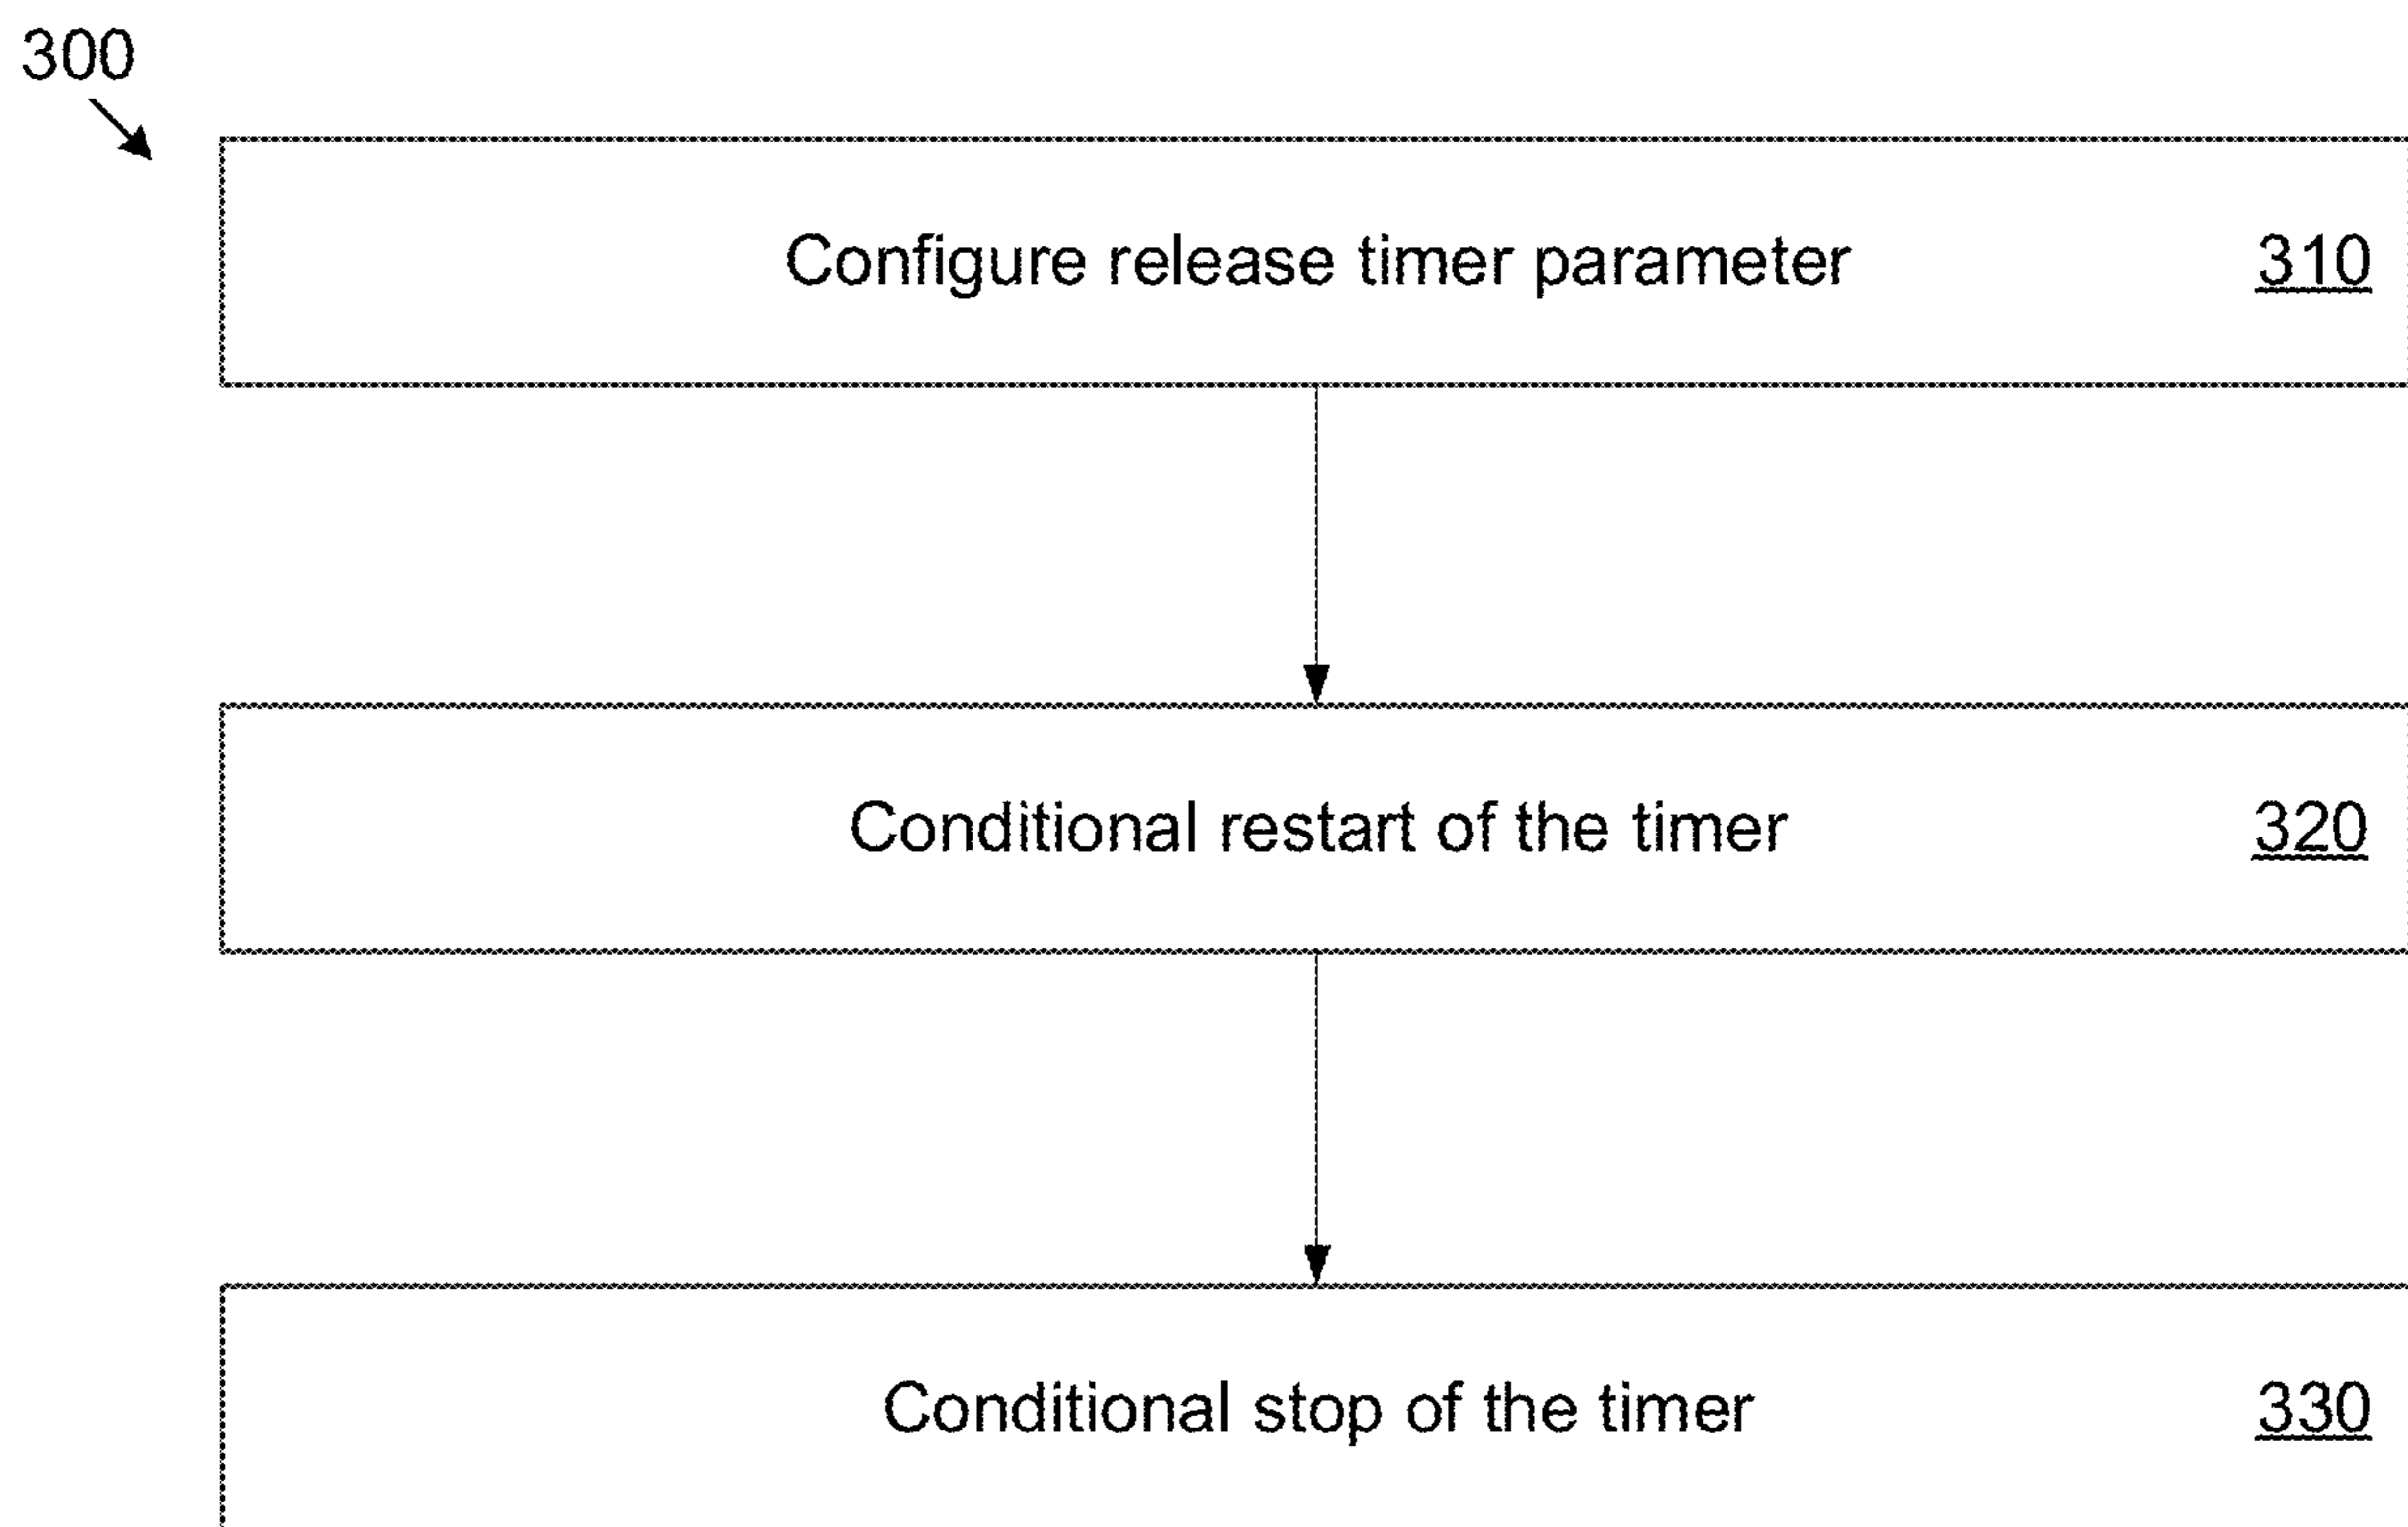 300
Configure release timer parameter 310
Conditional restart of the timer 320
Conditional stop of the timer 330